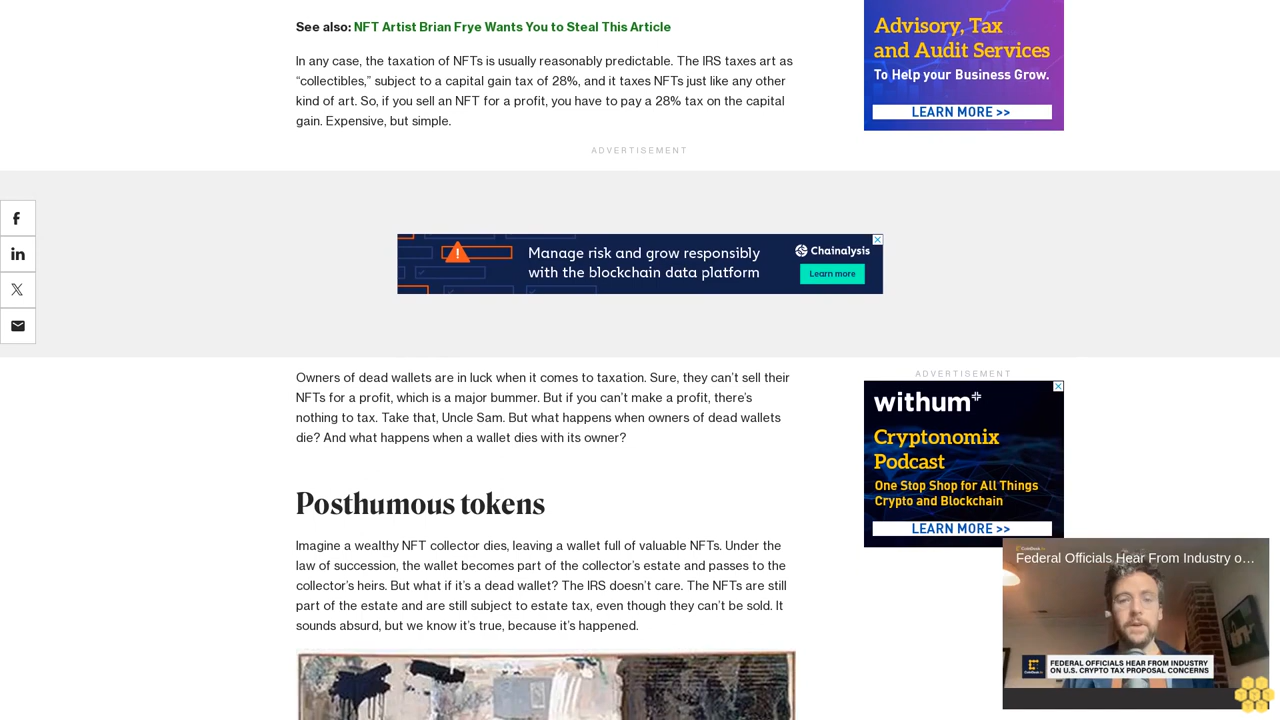 See also: NFT Artist Brian Frye Wants You to Steal This Article
In any case, the taxation of NFTs is usually reasonably predictable. The IRS taxes art as
“collectibles,” subject to a capital gain tax of 28%, and it taxes NFTs just like any other
kind of art. So, if you sell an NFT for a profit, you have to pay a 28% tax on the capital
gain. Expensive, but simple.
Advisory, Tax
and Audit Services
To Help your Business Grow.
LEARN MORE >>
ADVERTISEMENT
Manage risk and grow responsibly
with the blockchain data platform
Chainalysis
Learn more
Owners of dead wallets are in luck when it comes to taxation. Sure, they can’t sell their
NFTs for a profit, which is a major bummer. But if you can’t make a profit, there’s
nothing to tax. Take that, Uncle Sam. But what happens when owners of dead wallets
die? And what happens when a wallet dies with its owner?
ADVERTISEMENT
withum
Cryptonomix
Podcast
One Stop Shop for All Things
Crypto and Blockchain
LEARN MORE >>
Posthumous tokens
Imagine a wealthy NFT collector dies, leaving a wallet full of valuable NFTs. Under the
law of succession, the wallet becomes part of the collector’s estate and passes to the
collector’s heirs. But what if it’s a dead wallet? The IRS doesn’t care. The NFTs are still
part of the estate and are still subject to estate tax, even though they can’t be sold. It
sounds absurd, but we know it’s true, because it’s happened.
Federal Officials Hear From Industry o...
FEDERAL OFFICIALS HEAR FROM INDUSTRY
ON U.S. CRYPTO TAX PROPOSAL CONCERNS